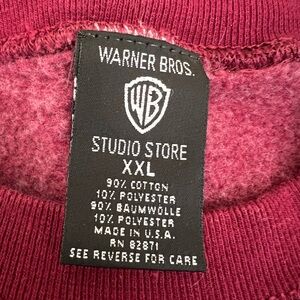 WARNER BROS.
WB
STUDIO STORE
XXL
90% COTTON
10% POLYESTER
90% BAUMWÖLLE
10% POLYESTER
MADE IN U.S.A.
RN 82871
SEE REVERSE FOR CARE